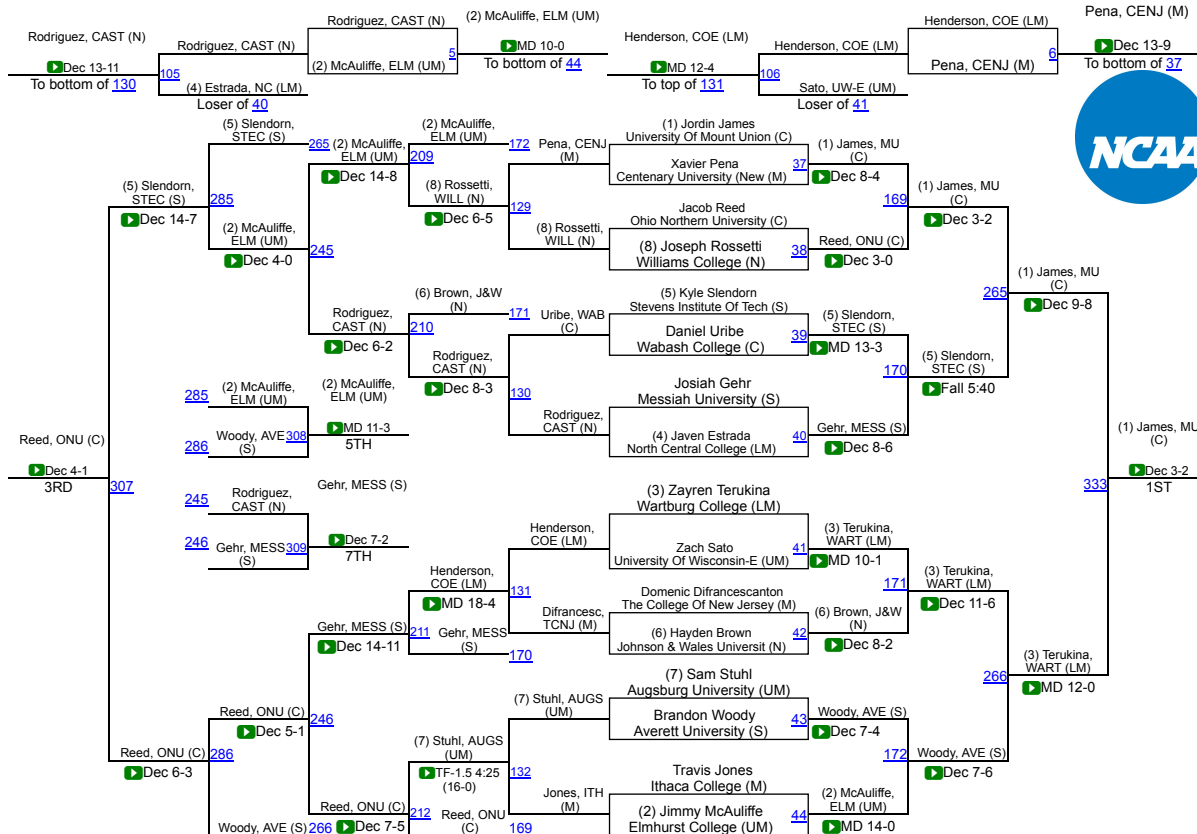 Rodriguez, CAST (N)
Dec 13-11
To bottom of 130
Rodriguez, CAST (N)
105
(4) Estrada, NC (LM)
Loser of 40
Rodriguez, CAST (N)
5
(2) McAuliffe, ELM (UM)
(2) McAuliffe, ELM (UM)
MD 10-0
To bottom of 44
Henderson, COE (LM)
MD 12-4
To top of 131
Henderson, COE (LM)
106
Sato, UW-E (UM)
Loser of 41
Henderson, COE (LM)
6
Pena, CENJ (M)
Pena, CENJ (M)
Dec 13-9
To bottom of 37
NCAA
(5) Slendorn,
STEC (S)
265
(2) McAuliffe,
ELM (UM)
Dec 14-8
(2) McAuliffe,
ELM (UM)
172
209
(8) Rossetti,
WILL (N)
Dec 6-5
Pena, CENJ
(M)
129
(8) Rossetti,
WILL (N)
(1) Jordin James
University Of Mount Union (C)
Xavier Pena
37
Centenary University (New (M)
(1) James, MU
(C)
Dec 8-4
Jacob Reed
Ohio Northern University (C)
(8) Joseph Rossetti
38
Williams College (N)
Reed, ONU (C)
Dec 3-0
169
(1) James, MU
(C)
Dec 3-2
(5) Slendorn,
STEC (S)
Dec 14-7
285
(2) McAuliffe,
ELM (UM)
Dec 4-0
245
Rodriguez,
CAST (N)
Dec 6-2
(6) Brown, J&W
(N)
171
210
Rodriguez,
CAST (N)
Dec 8-3
Uribe, WAB
(C)
130
Rodriguez,
CAST (N)
(5) Kyle Slendorn
Stevens Institute Of Tech (S)
Daniel Uribe
39
Wabash College (C)
(5) Slendorn,
STEC (S)
MD 13-3
Josiah Gehr
Messiah University (S)
(4) Javen Estrada
40
North Central College (LM)
Gehr, MESS (S)
Dec 8-6
170
(5) Slendorn,
STEC (S)
Fall 5:40
265
(1) James, MU
(C)
Dec 9-8
285
(2) McAuliffe,
ELM (UM)
286
Woody, AVE
(S)
308
(2) McAuliffe,
ELM (UM)
MD 11-3
5TH
Reed, ONU (C)
Dec 4-1
3RD
307
245
Rodriguez,
CAST (N)
246
Gehr, MESS
(S)
309
Gehr, MESS (S)
Dec 7-2
7TH
(1) James, MU
(C)
Dec 3-2
1ST
333
(3) Zayren Terukina
Wartburg College (LM)
Zach Sato
41
University Of Wisconsin-E (UM)
(3) Terukina,
WART (LM)
MD 10-1
Henderson,
COE (LM)
131
Difrancesc,
TCNJ (M)
Domenic Difrancescanton
The College Of New Jersey (M)
(6) Hayden Brown
42
Johnson & Wales Universit (N)
(6) Brown, J&W
(N)
Dec 8-2
171
(3) Terukina,
WART (LM)
Dec 11-6
Henderson,
COE (LM)
MD 18-4
211
Gehr, MESS
(S)
170
Gehr, MESS (S)
Dec 14-11
246
Reed, ONU (C)
Dec 5-1
286
Reed, ONU (C)
Dec 6-3
266
(3) Terukina,
WART (LM)
MD 12-0
(7) Sam Stuhl
Augsburg University (UM)
Brandon Woody
43
Averett University (S)
Woody, AVE (S)
Dec 7-4
(7) Stuhl, AUGS
(UM)
132
Jones, ITH
(M)
Travis Jones
Ithaca College (M)
(2) Jimmy McAuliffe
44
Elmhurst College (UM)
(2) McAuliffe,
ELM (UM)
MD 14-0
172
Woody, AVE (S)
Dec 7-6
(7) Stuhl, AUGS
(UM)
TF-1.5 4:25
(16-0)
212
Reed, ONU
(C)
169
Reed, ONU (C)
Dec 7-5
Woody, AVE (S)
266